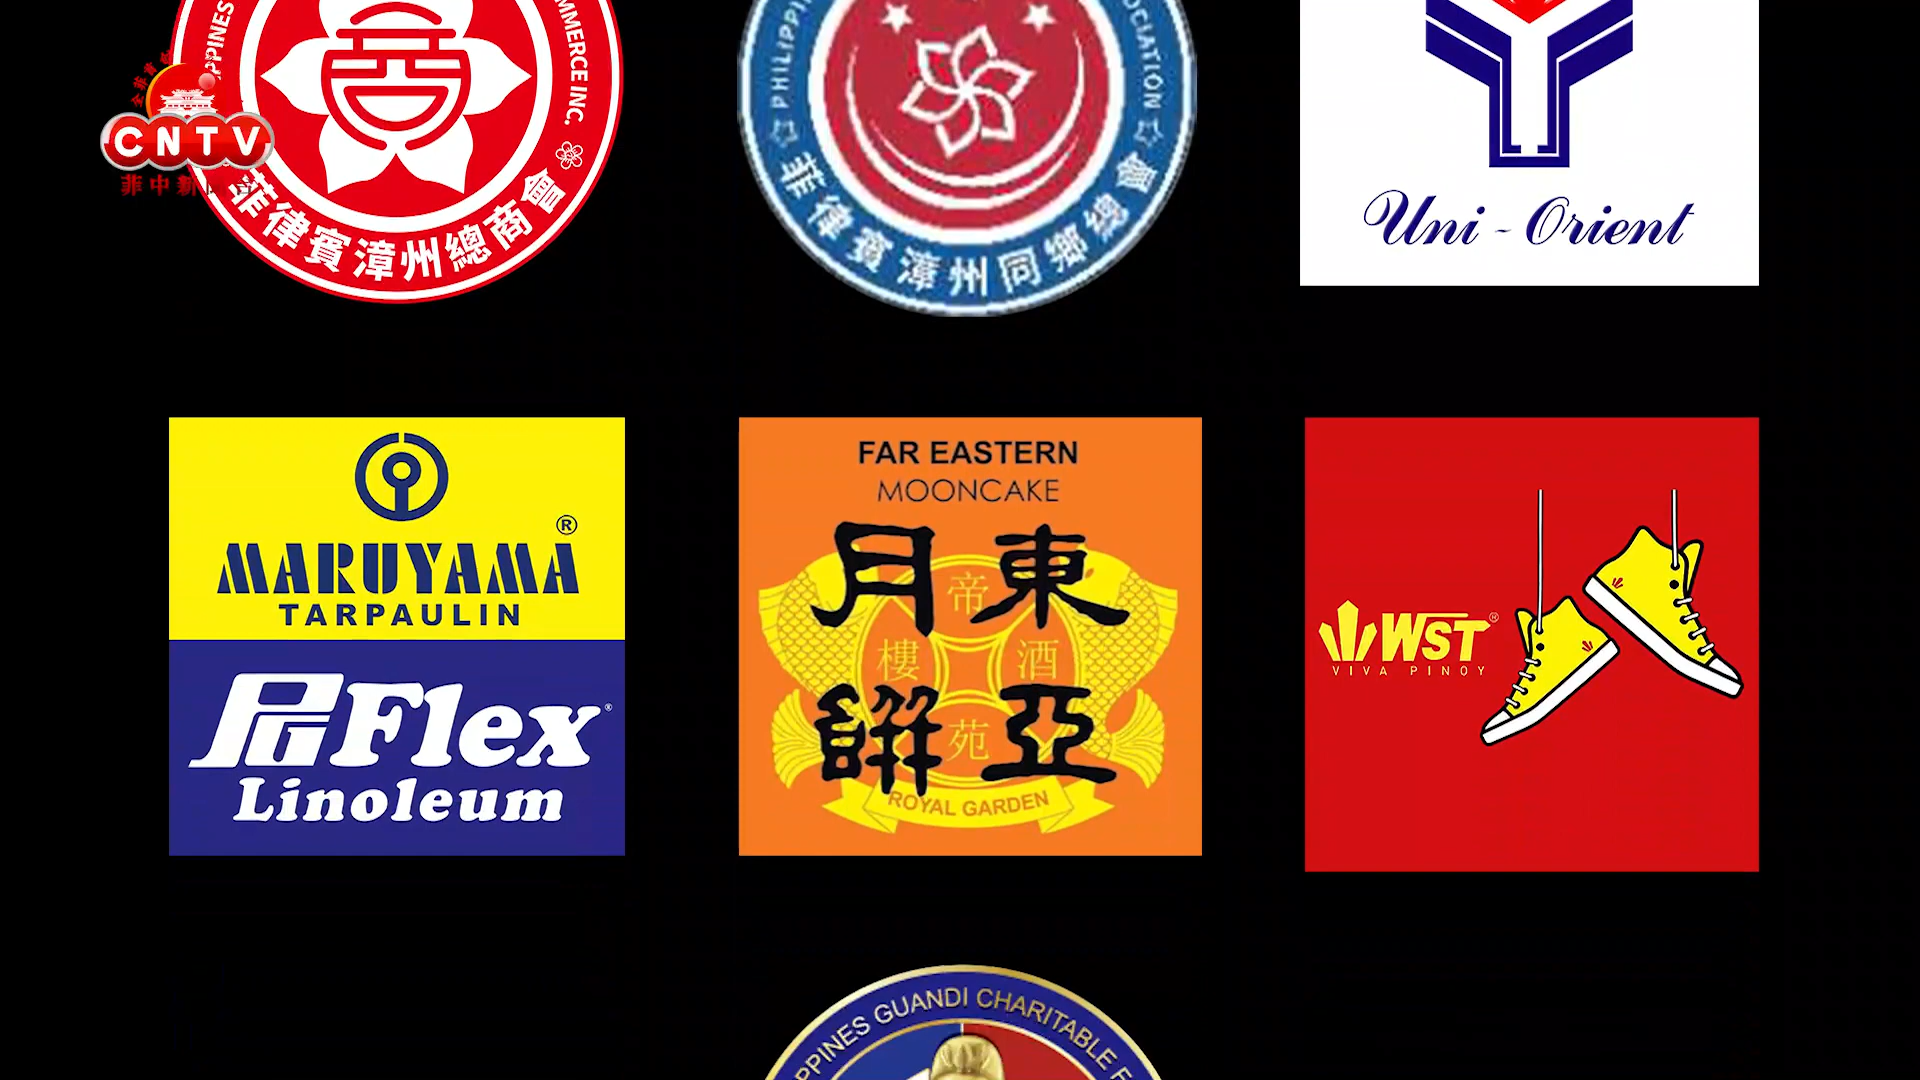 PPINES
MMERCE INC.
菲律賓漳州總商會
CNTV
菲中新
PHILIPPIN
OCIATION
菲律賓漳州同鄉總會
Uni - Orient
MARUYAMA®
TARPAULIN
PG Flex®
Linoleum
FAR EASTERN
MOONCAKE
東亞
月餅
帝苑酒樓
ROYAL GARDEN
WST®
VIVA PINOY
PPINES GUANDI CHARITABLE F